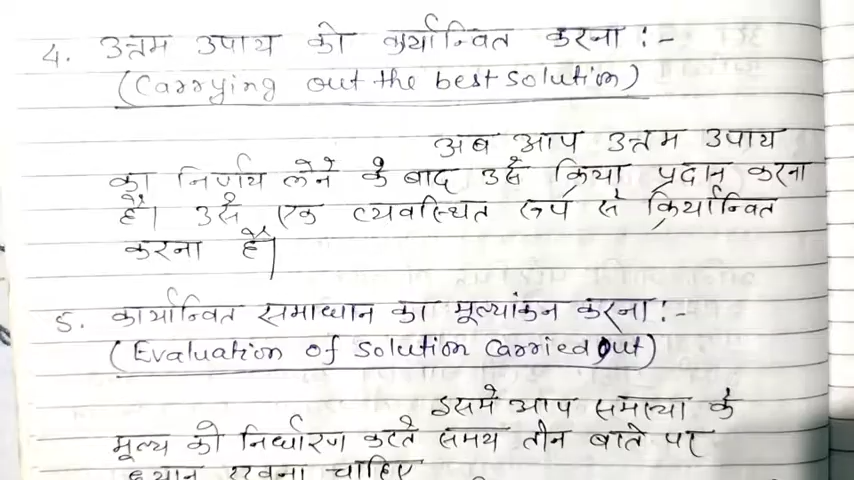 4. उत्तम उपाय को कार्यान्वित करना :-
(Carrying out the best solution)
अब आप उत्तम उपाय
का निर्णय लेने के बाद उसे क्रिया प्रदान करना
है। उसे एक व्यवस्थित रूप से क्रियान्वित
करना है।
5. कार्यान्वित समाधान का मूल्यांकन करना :-
(Evaluation of Solution Carried Out)
इसमे आप समस्या के
मूल्य को निर्धारण करते समय तीन बाते पर
ध्यान रखना चाहिए